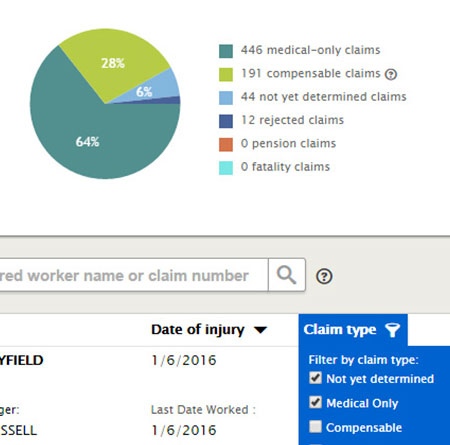 28%
6%
64%
446 medical-only claims
191 compensable claims ?
44 not yet determined claims
12 rejected claims
0 pension claims
0 fatality claims
red worker name or claim number ?
Date of injury Claim type
YFIELD 1/6/2016 Filter by claim type:
Not yet determined
ger: Last Date Worked : Medical Only
SSELL 1/6/2016 Compensable